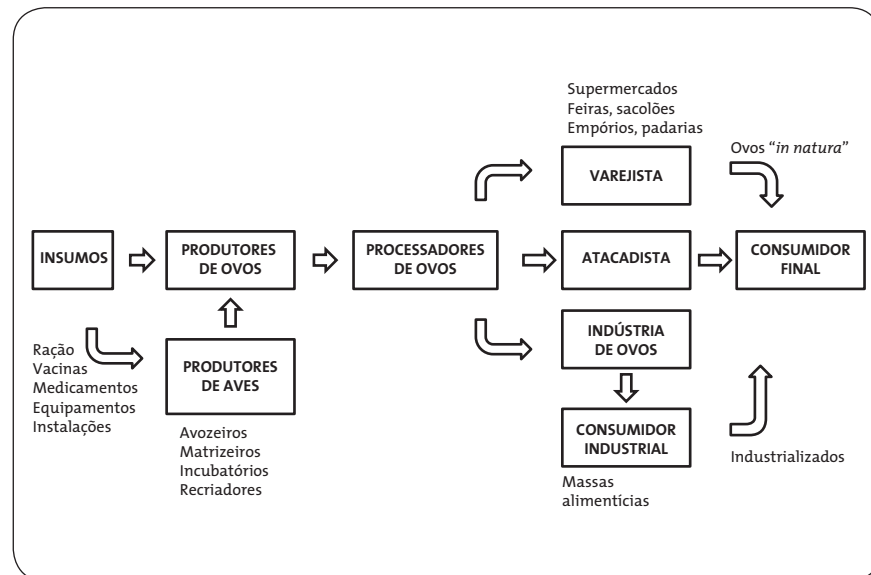 Supermercados
Feiras, sacolões
Empórios, padarias
VAREJISTA
Ovos “in natura”
INSUMOS
PRODUTORES
DE OVOS
PROCESSADORES
DE OVOS
ATACADISTA
CONSUMIDOR
FINAL
Ração
Vacinas
Medicamentos
Equipamentos
Instalações
PRODUTORES
DE AVES
Avozeiros
Matrizeiros
Incubatórios
Recriadores
INDÚSTRIA
DE OVOS
CONSUMIDOR
INDUSTRIAL
Massas
alimentícias
Industrializados